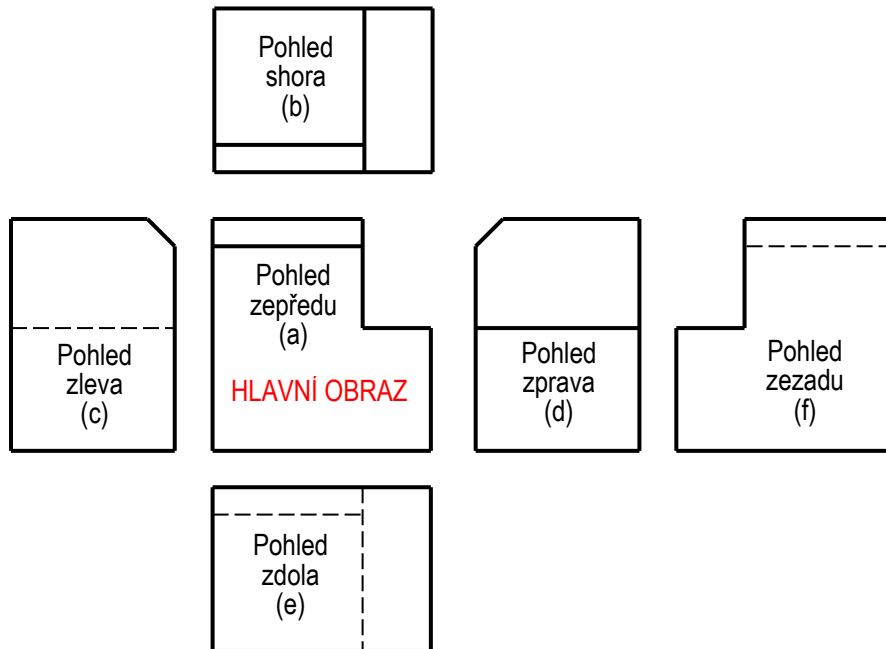 Pohled
shora
(b)
Pohled
zleva
(c)
Pohled
zepředu
(a)
HLAVNÍ OBRAZ
Pohled
zprava
(d)
Pohled
zezadu
(f)
Pohled
zdola
(e)